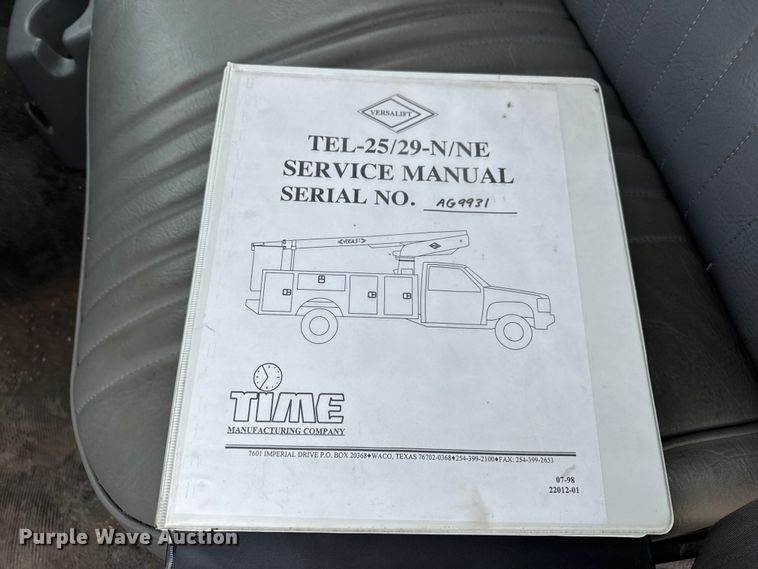 VERSALIFT
TEL-25/29-N/NE
SERVICE MANUAL
SERIAL NO. AG9931
TIME
MANUFACTURING COMPANY
7601 IMPERIAL DRIVE P.O. BOX 20368♦WACO, TEXAS 76702-0368♦254-399-2100♦FAX: 254-399-2653
07-98
22012-01
Purple Wave Auction